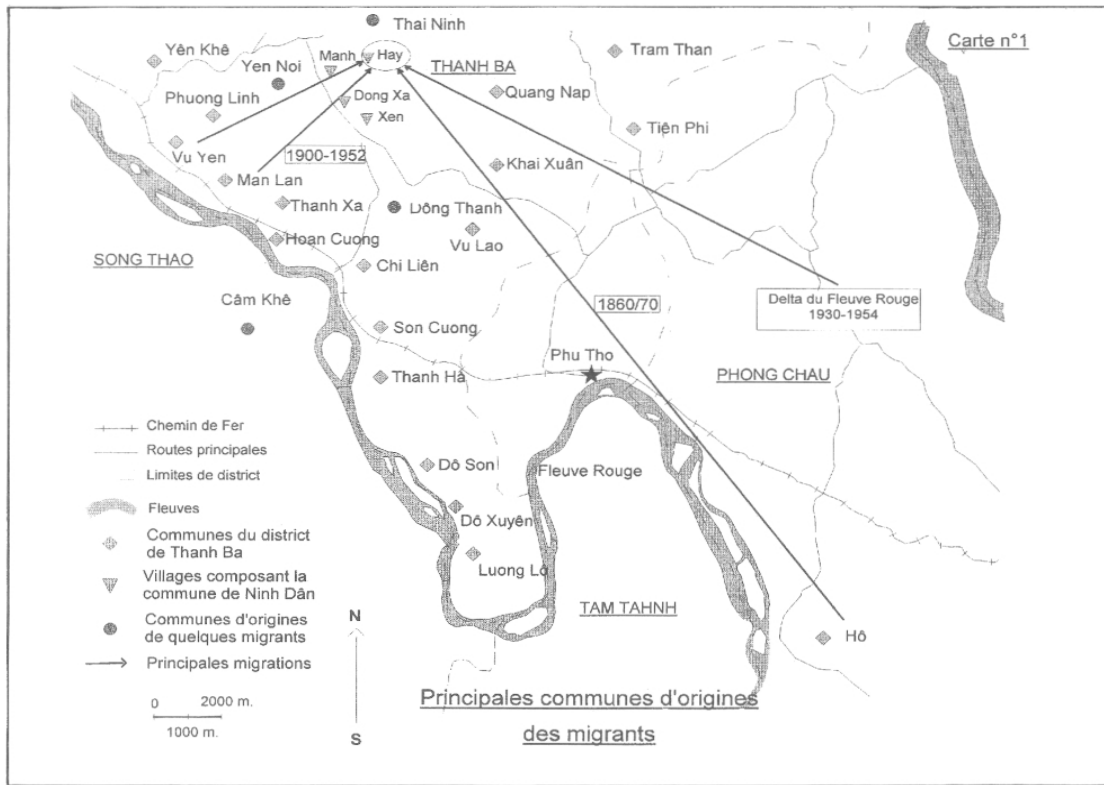 Thai Ninh
Carte n°1
Yên Khê
Manh
Hay
Tram Than
Yen Noi
THANH BA
Phuong Linh
Dong Xa
Quang Nap
Xen
Tiên Phi
Vu Yen
1900-1952
Khai Xuân
Man Lan
Thanh Xa
Dông Thanh
Hoan Cuong
Vu Lao
SONG THAO
Chi Liên
Câm Khê
1860/70
Delta du Fleuve Rouge
1930-1954
Son Cuong
Phu Tho
Thanh Hà
PHONG CHAU
Chemin de Fer
Routes principales
Limites de district
Fleuves
Communes du district
de Thanh Ba
Villages composant la
commune de Ninh Dân
Communes d'origines
de quelques migrants
Principales migrations
Dô Son
Fleuve Rouge
Dô Xuyên
Luong Lo
TAM TAHNH
Hô
N
S
0 2000 m.
1000 m.
Principales communes d'origines
des migrants